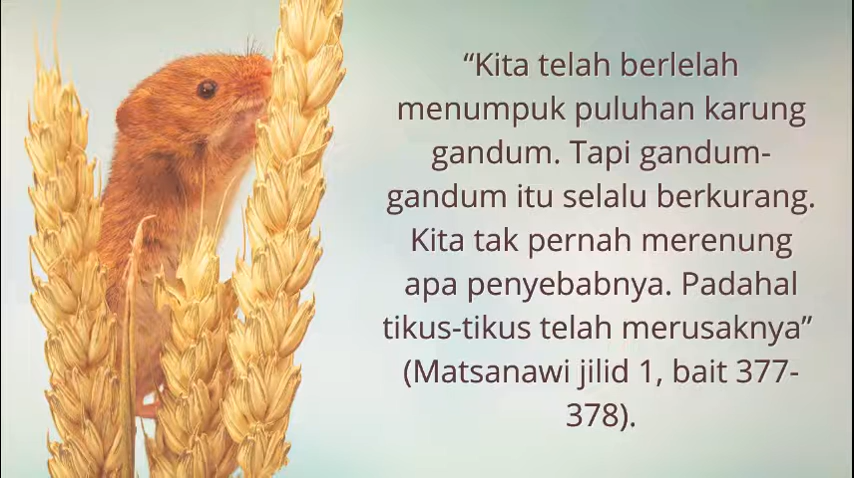 “Kita telah berlelah
menumpuk puluhan karung
gandum. Tapi gandum-
gandum itu selalu berkurang.
Kita tak pernah merenung
apa penyebabnya. Padahal
tikus-tikus telah merusaknya”
(Matsanawi jilid 1, bait 377-
378).